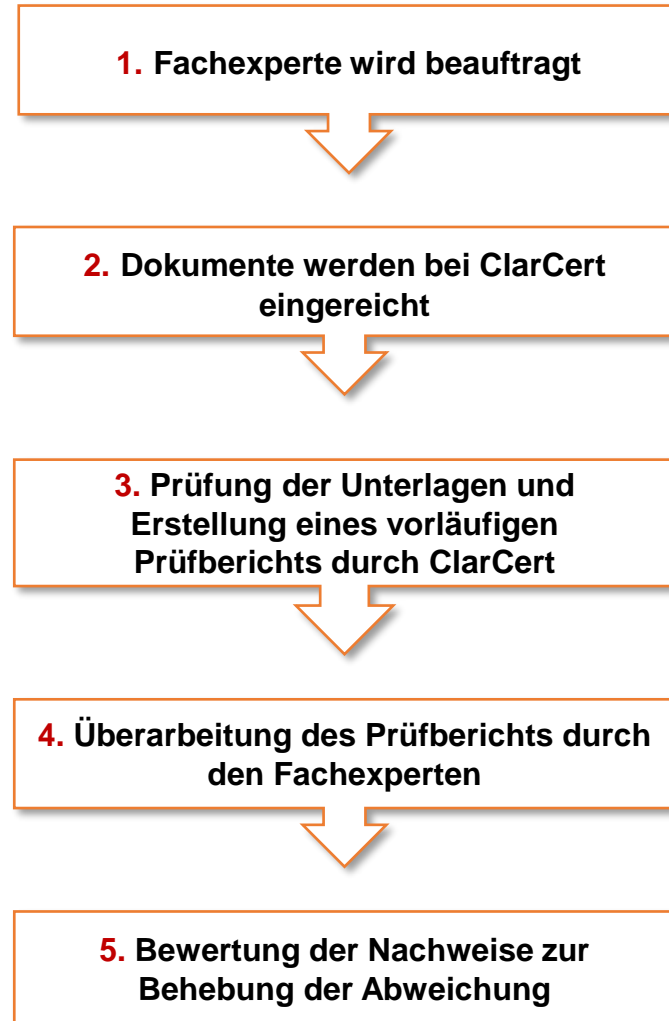 1. Fachexperte wird beauftragt
2. Dokumente werden bei ClarCert
eingereicht
3. Prüfung der Unterlagen und
Erstellung eines vorläufigen
Prüfberichts durch ClarCert
4. Überarbeitung des Prüfberichts durch
den Fachexperten
5. Bewertung der Nachweise zur
Behebung der Abweichung